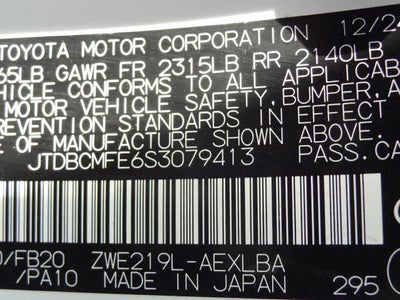 TOYOTA MOTOR CORPORATION 12/24
65LB GAWR FR 2315LB RR 2140LB
HICLE CONFORMS TO ALL APPLICAB
MOTOR VEHICLE SAFETY, BUMPER, A
REVENTION STANDARDS IN EFFECT
E OF MANUFACTURE SHOWN ABOVE.
JTDBCMFE6S3079413 PASS.CA
0/FB20 ZWE219L-AEXLBA
/PA10 MADE IN JAPAN 295